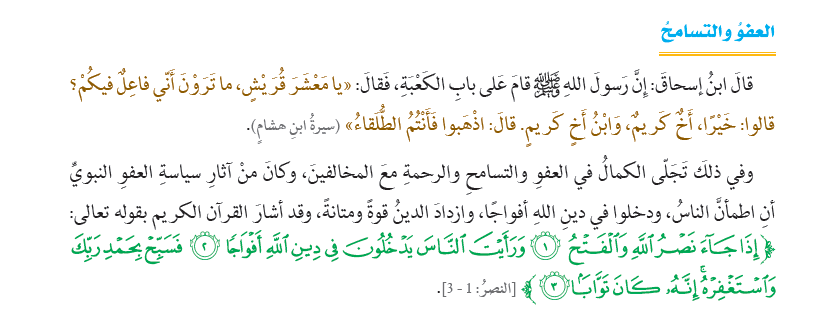 العفوُ والتسامحُ
قالَ ابنُ إسحاقَ: إنَّ رَسولَ اللهِ ﷺ قامَ عَلى بابِ الكَعْبَةِ، فَقالَ: «يا مَعْشَرَ قُرَيْشٍ، ما تَرَوْنَ أَنّي فاعِلٌ فيكُمْ؟
قالوا: خَيْرًا، أَخٌ كَريمٌ، وَابْنُ أَخٍ كَريمٍ. قالَ: اذْهَبوا فَأَنْتُمُ الطُّلَقاءُ» (سيرةُ ابنِ هشامٍ).
وفي ذلكَ تَجَلّى الكمالُ في العفوِ والتسامحِ والرحمةِ معَ المخالفينَ، وكانَ منْ آثارِ سياسةِ العفوِ النبويِّ
أنِ اطمأنَّ الناسُ، ودخلوا في دينِ اللهِ أفواجًا، وازدادَ الدينُ قوةً ومتانةً، وقد أشارَ القرآن الكريم بقوله تعالى:
﴿إِذَا جَآءَ نَصۡرُ ٱللَّهِ وَٱلۡفَتۡحُ ۝١ وَرَأَيۡتَ ٱلنَّاسَ يَدۡخُلُونَ فِي دِينِ ٱللَّهِ أَفۡوَاجٗا ۝٢ فَسَبِّحۡ بِحَمۡدِ رَبِّكَ
وَٱسۡتَغۡفِرۡهُۚ إِنَّهُۥ كَانَ تَوَّابَۢا ۝٣﴾ [النصرُ: 1 - 3].